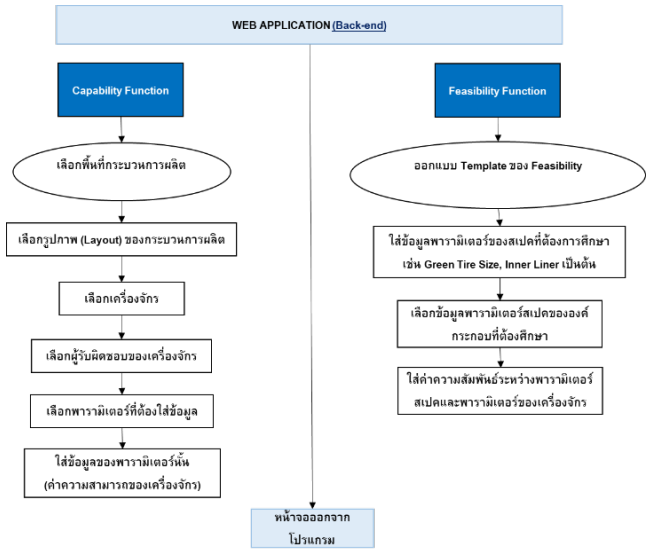 WEB APPLICATION (Back-end)
Capability Function
เลือกพื้นที่กระบวนการผลิต
เลือกรูปภาพ (Layout) ของกระบวนการผลิต
เลือกเครื่องจักร
เลือกผู้รับผิดชอบของเครื่องจักร
เลือกพารามิเตอร์ที่ต้องใส่ข้อมูล
ใส่ข้อมูลของพารามิเตอร์นั้น
(ค่าความสามารถของเครื่องจักร)
Feasibility Function
ออกแบบ Template ของ Feasibility
ใส่ข้อมูลพารามิเตอร์ของสเปคที่ต้องการศึกษา
เช่น Green Tire Size, Inner Liner เป็นต้น
เลือกข้อมูลพารามิเตอร์สเปคขององค์
กระกอบที่ต้องศึกษา
ใส่ค่าความสัมพันธ์ระหว่างพารามิเตอร์
สเปคและพารามิเตอร์ของเครื่องจักร
หน้าจอออกจาก
โปรแกรม